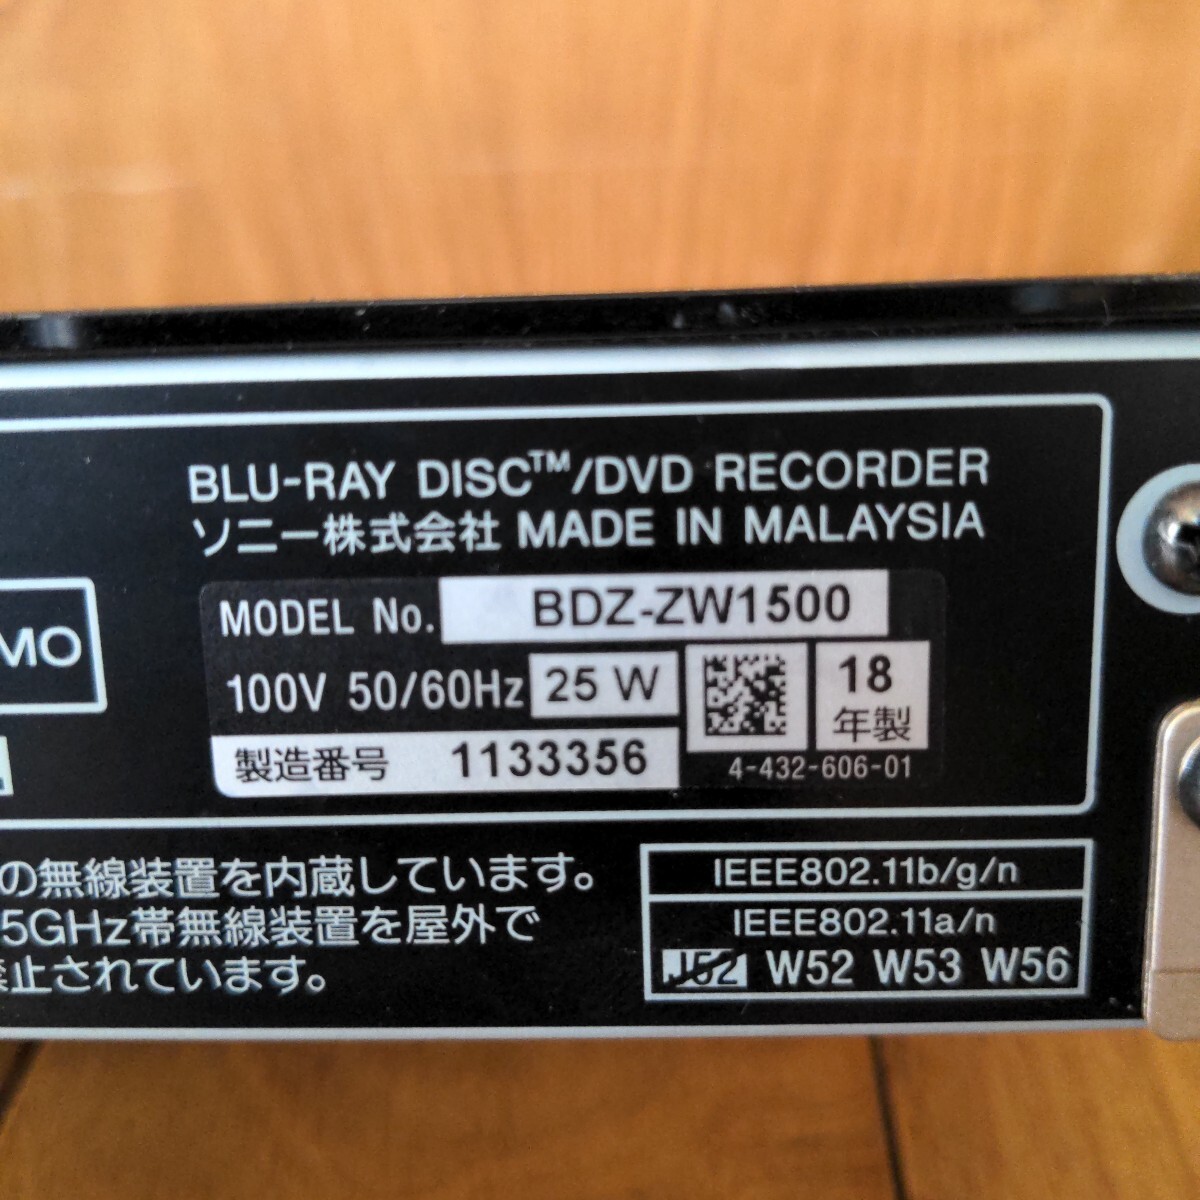 BLU-RAY DISC™/DVD RECORDER
ソニー株式会社 MADE IN MALAYSIA
MO
MODEL No. BDZ-ZW1500
100V 50/60Hz 25 W
18年製
製造番号 1133356
4-432-606-01
の無線装置を内蔵しています。
5GHz帯無線装置を屋外で
禁止されています。
IEEE802.11b/g/n
IEEE802.11a/n
J52 W52 W53 W56